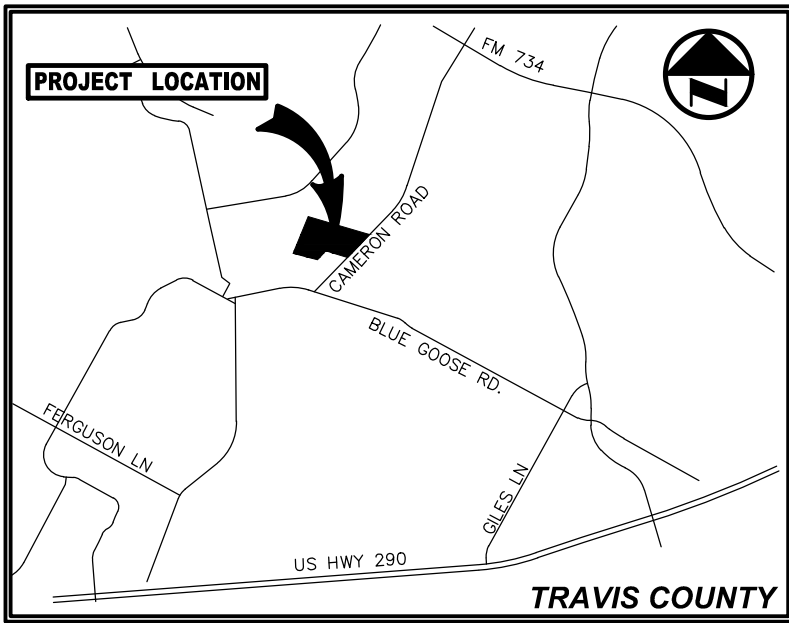 FM 734
PROJECT LOCATION
N
CAMERON ROAD
BLUE GOOSE RD.
FERGUSON LN
GILES LN
US HWY 290
TRAVIS COUNTY